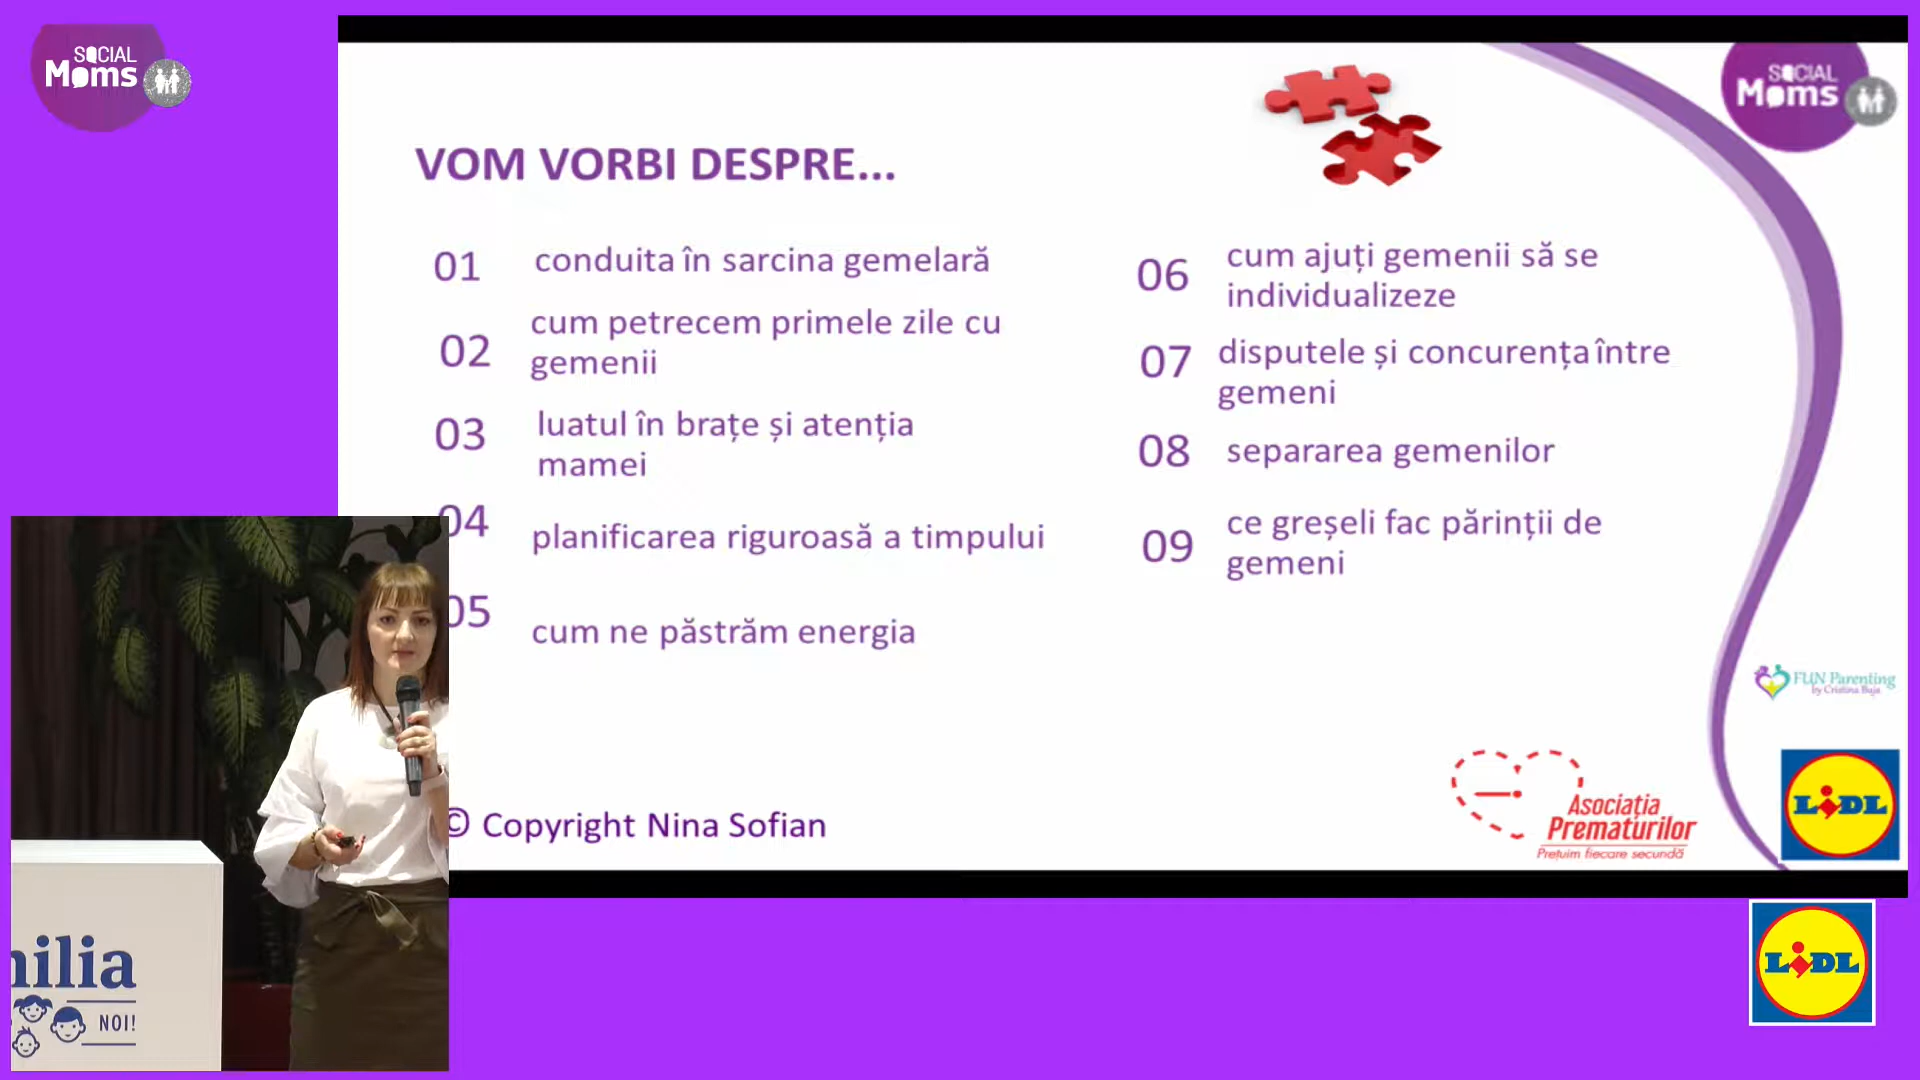 SOCIAL
Moms
SOCIAL
Moms
VOM VORBI DESPRE...
01 conduita în sarcina gemelară
02 cum petrecem primele zile cu
gemenii
03 luatul în brațe și atenția
mamei
04 planificarea riguroasă a timpului
05 cum ne păstrăm energia
06 cum ajuți gemenii să se
individualizeze
07 disputele și concurența între
gemeni
08 separarea gemenilor
09 ce greșeli fac părinții de
gemeni
FUN Parenting
by Cristina Buja
© Copyright Nina Sofian
Asociația
Prematurilor
Prețuim fiecare secundă
LIDL
milia
NOI!
LIDL